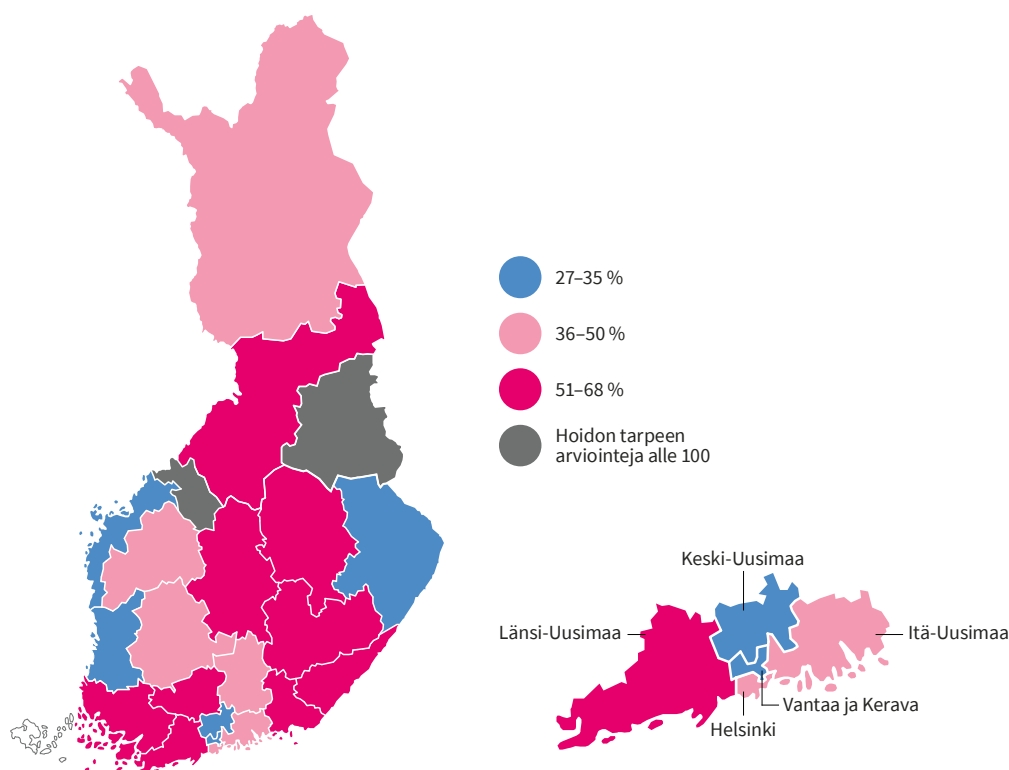 27–35 %
36–50 %
51–68 %
Hoidon tarpeen
arviointeja alle 100
Keski-Uusimaa
Länsi-Uusimaa
Itä-Uusimaa
Vantaa ja Kerava
Helsinki